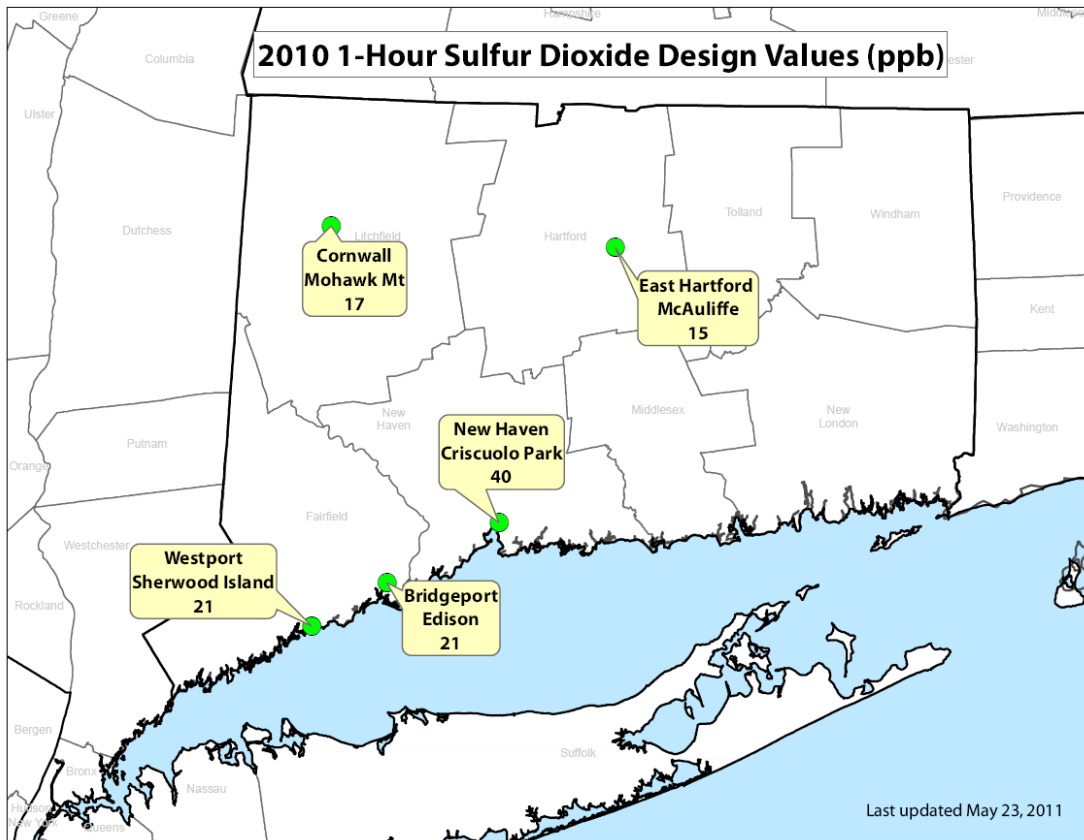 Greene
Hampshire
Columbia
2010 1-Hour Sulfur Dioxide Design Values (ppb)
Ulster
Providence
Tolland
Windham
Dutchess
Litchfield
Hartford
Cornwall
Mohawk Mt
17
East Hartford
McAuliffe
15
Kent
New
Haven
Middlesex
New
London
Washington
New Haven
Criscuolo Park
40
Putnam
Orange
Fairfield
Westchester
Westport
Sherwood Island
21
Bridgeport
Edison
21
Rockland
Bergen
Suffolk
Bronx
Nassau
Hudson
New York
Queens
Last updated May 23, 2011